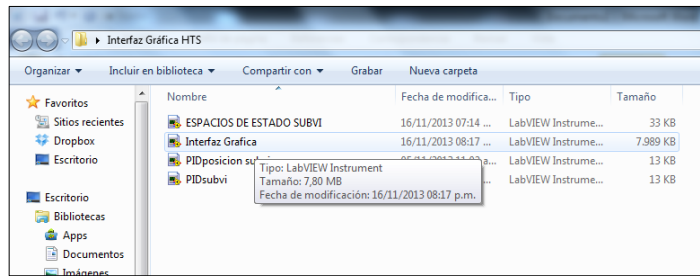 Interfaz Gráfica HTS
Organizar Incluir en biblioteca Compartir con Grabar Nueva carpeta
Favoritos
Sitios recientes
Dropbox
Escritorio
Escritorio
Bibliotecas
Apps
Documentos
Imágenes
Nombre Fecha de modifica... Tipo Tamaño
ESPACIOS DE ESTADO SUBVI 16/11/2013 07:14 ... LabVIEW Instrume... 33 KB
Interfaz Grafica 16/11/2013 08:17 ... LabVIEW Instrume... 7.989 KB
PIDposicion LabVIEW Instrume... 13 KB
PIDsubvi LabVIEW Instrume... 13 KB
Tipo: LabVIEW Instrument
Tamaño: 7,80 MB
Fecha de modificación: 16/11/2013 08:17 p.m.